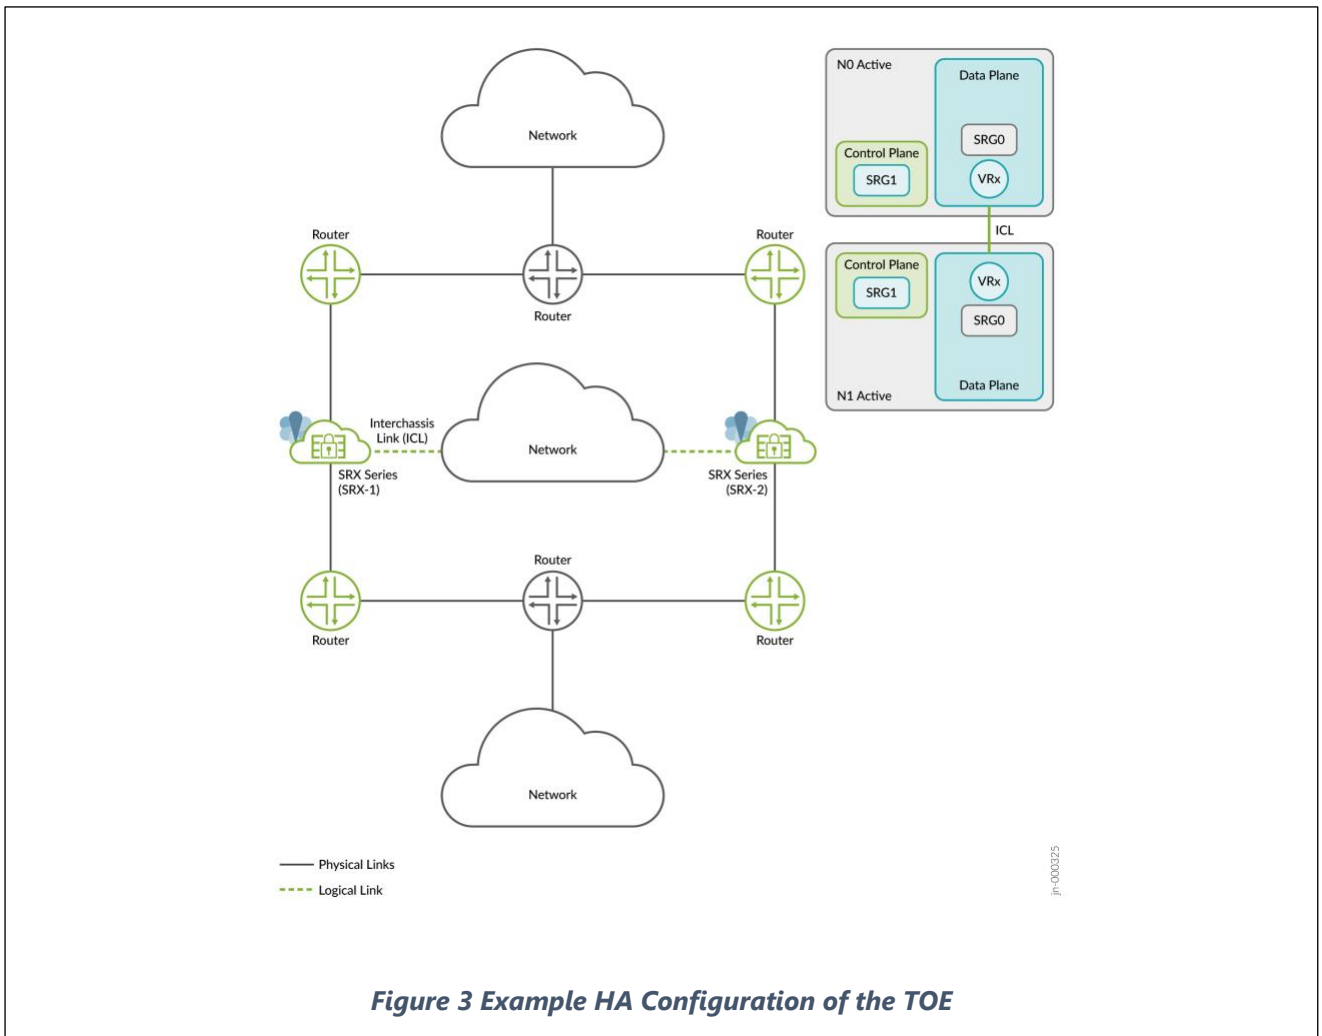 N0 Active
Data Plane
SRG0
Control Plane
SRG1
VRx
ICL
Control Plane
SRG1
VRx
SRG0
Data Plane
N1 Active
Network
Router
Router
Router
Interchassis
Link (ICL)
Network
SRX Series
(SRX-1)
SRX Series
(SRX-2)
Router
Router
Router
Network
Physical Links
Logical Link
jn-000325
Figure 3 Example HA Configuration of the TOE